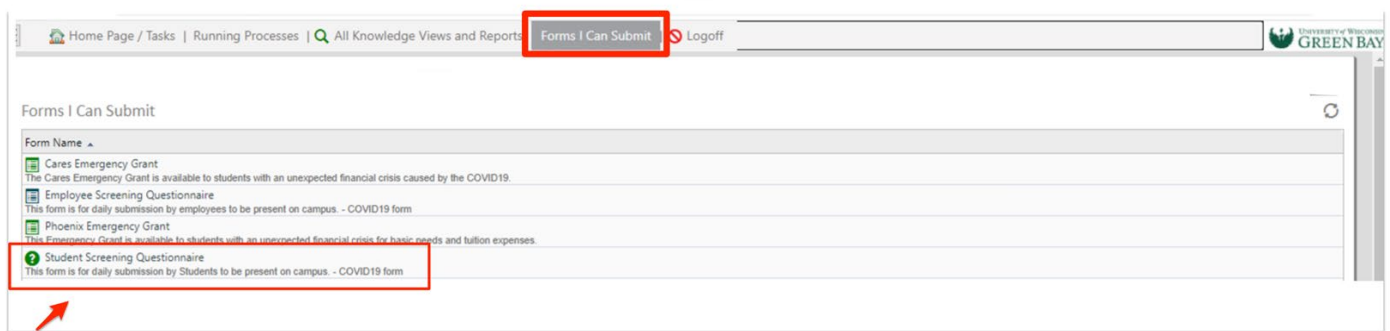 Home Page / Tasks | Running Processes | All Knowledge Views and Reports Forms I Can Submit Logoff
UNIVERSITY of WISCONSIN
GREEN BAY
Forms I Can Submit
Form Name
Cares Emergency Grant
The Cares Emergency Grant is available to students with an unexpected financial crisis caused by the COVID19.
Employee Screening Questionnaire
This form is for daily submission by employees to be present on campus. - COVID19 form
Phoenix Emergency Grant
This Emergency Grant is available to students with an unexpected financial crisis for basic needs and tuition expenses.
Student Screening Questionnaire
This form is for daily submission by Students to be present on campus. - COVID19 form